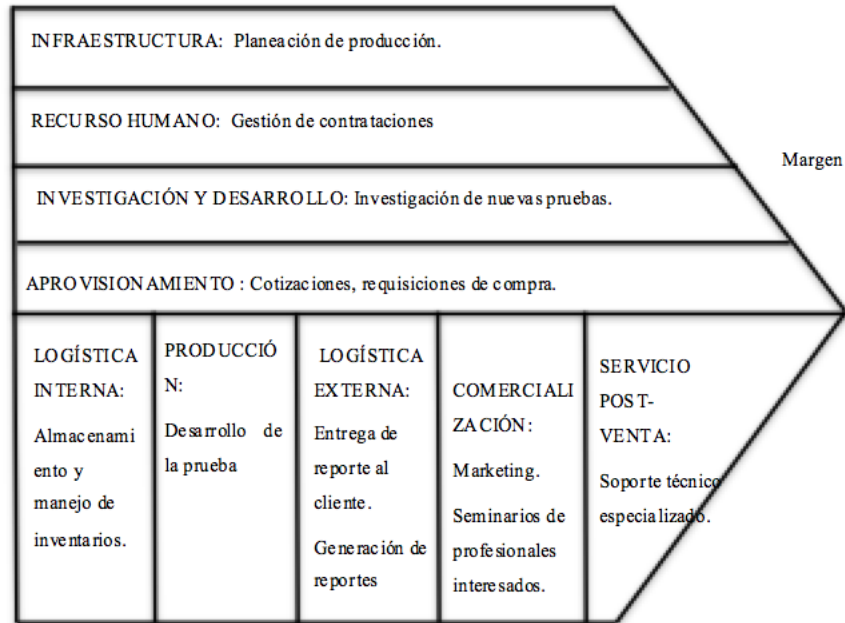 INFRAESTRUCTURA: Planeación de producción.
RECURSO HUMANO: Gestión de contrataciones
Margen
INVESTIGACIÓN Y DESARROLLO: Investigación de nuevas pruebas.
APROVISIONAMIENTO : Cotizaciones, requisiciones de compra.
LOGÍSTICA
INTERNA:
Almacenami
ento y
manejo de
inventarios.
PRODUCCIÓ
N:
Desarrollo de
la prueba
LOGÍSTICA
EXTERNA:
Entrega de
reporte al
cliente.
Generación de
reportes
COMERCIALI
ZACIÓN:
Marketing.
Seminarios de
profesionales
interesados.
SERVICIO
POST-
VENTA:
Soporte técnico
especializado.